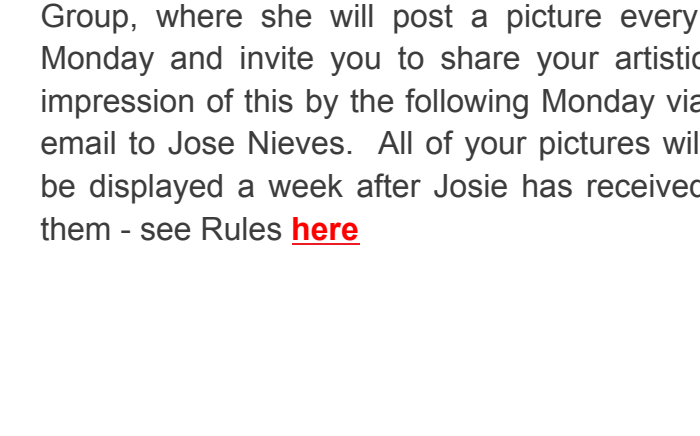 Group, where she will post a picture every
Monday and invite you to share your artistic
impression of this by the following Monday via
email to Jose Nieves.  All of your pictures will
be displayed a week after Josie has received
them - see Rules here